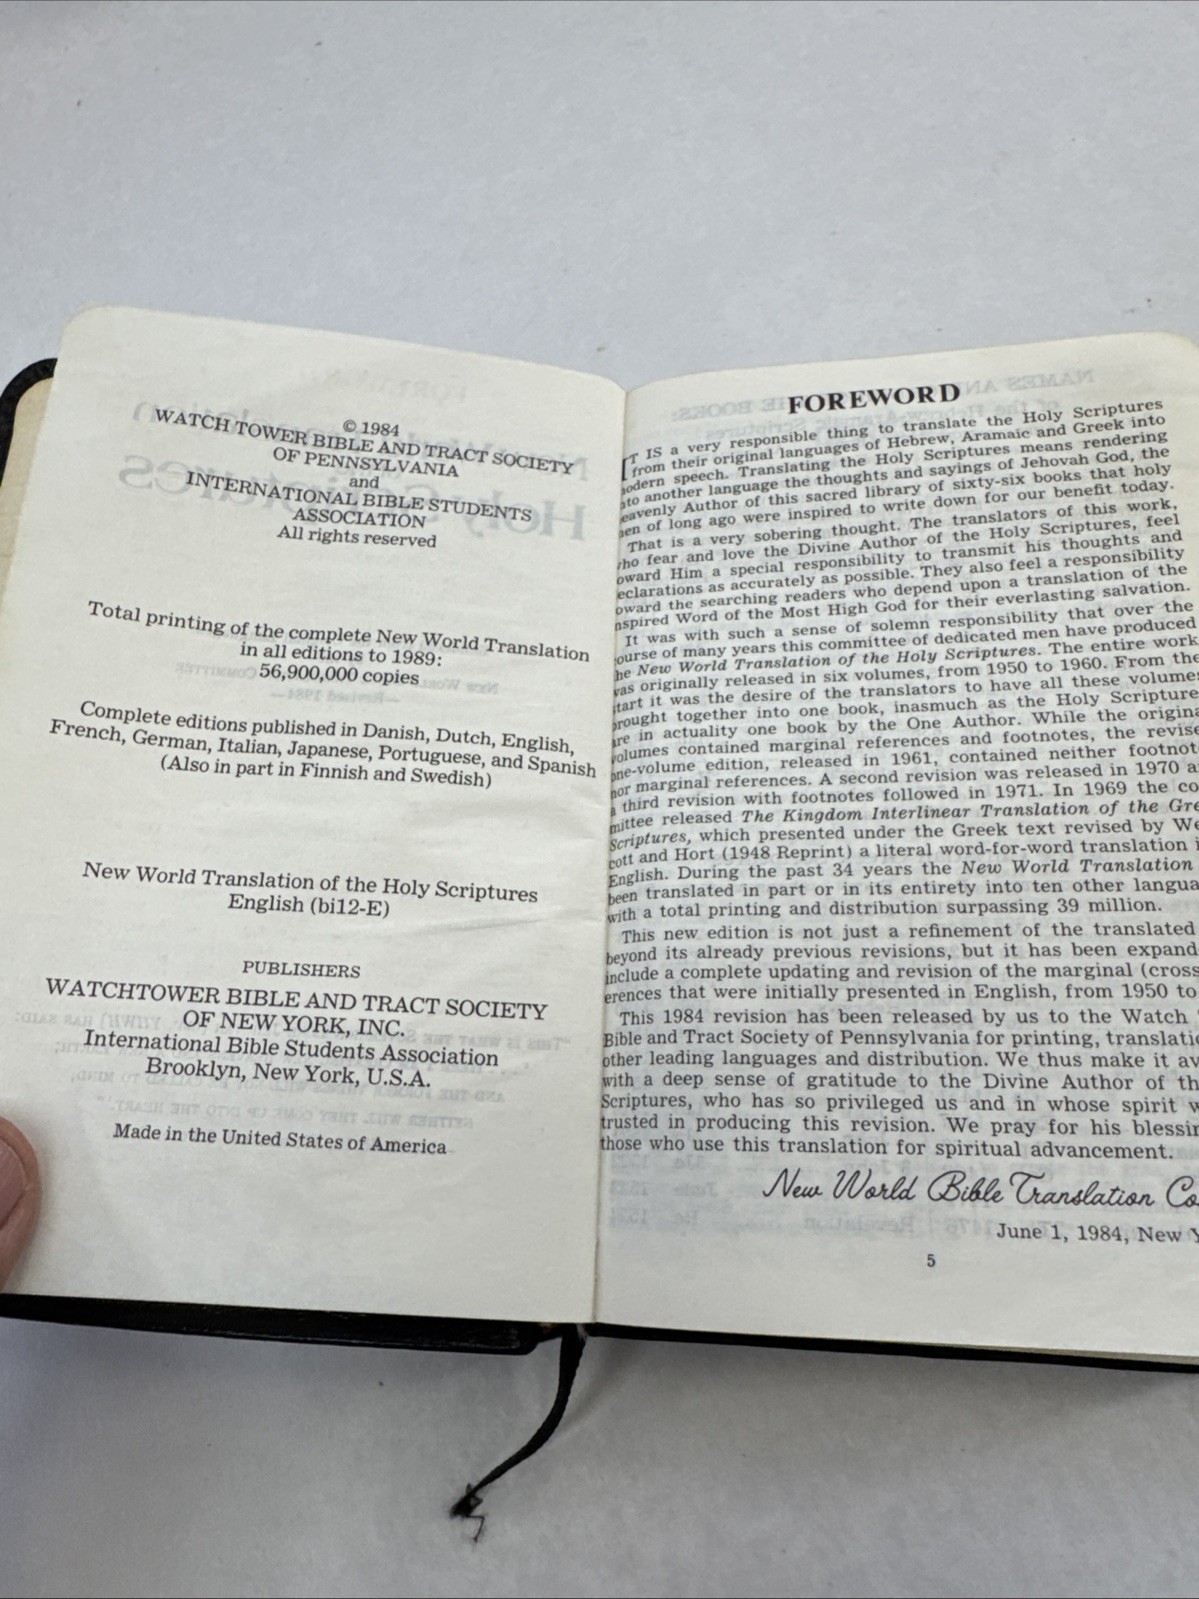 © 1984
WATCH TOWER BIBLE AND TRACT SOCIETY
OF PENNSYLVANIA
and
INTERNATIONAL BIBLE STUDENTS
ASSOCIATION
All rights reserved
Total printing of the complete New World Translation
in all editions to 1989:
56,900,000 copies
Complete editions published in Danish, Dutch, English,
French, German, Italian, Japanese, Portuguese, and Spanish
(Also in part in Finnish and Swedish)
New World Translation of the Holy Scriptures
English (bi12-E)
PUBLISHERS
WATCHTOWER BIBLE AND TRACT SOCIETY
OF NEW YORK, INC.
International Bible Students Association
Brooklyn, New York, U.S.A.
Made in the United States of America
FOREWORD
IT IS a very responsible thing to translate the Holy Scriptures
from their original languages of Hebrew, Aramaic and Greek into
odern speech. Translating the Holy Scriptures means rendering
to another language the thoughts and sayings of Jehovah God, the
eavenly Author of this sacred library of sixty-six books that holy
en of long ago were inspired to write down for our benefit today.
That is a very sobering thought. The translators of this work,
ho fear and love the Divine Author of the Holy Scriptures, feel
oward Him a special responsibility to transmit his thoughts and
eclarations as accurately as possible. They also feel a responsibility
oward the searching readers who depend upon a translation of the
nspired Word of the Most High God for their everlasting salvation.
It was with such a sense of solemn responsibility that over the
ourse of many years this committee of dedicated men have produced
he New World Translation of the Holy Scriptures. The entire work
was originally released in six volumes, from 1950 to 1960. From the
tart it was the desire of the translators to have all these volume
brought together into one book, inasmuch as the Holy Scripture
are in actuality one book by the One Author. While the origina
volumes contained marginal references and footnotes, the revise
one-volume edition, released in 1961, contained neither footnot
nor marginal references. A second revision was released in 1970 a
a third revision with footnotes followed in 1971. In 1969 the co
mittee released The Kingdom Interlinear Translation of the Gre
Scriptures, which presented under the Greek text revised by We
cott and Hort (1948 Reprint) a literal word-for-word translation i
English. During the past 34 years the New World Translation
been translated in part or in its entirety into ten other langua
with a total printing and distribution surpassing 39 million.
This new edition is not just a refinement of the translated
beyond its already previous revisions, but it has been expand
include a complete updating and revision of the marginal (cross
erences that were initially presented in English, from 1950 to
This 1984 revision has been released by us to the Watch
Bible and Tract Society of Pennsylvania for printing, translatio
other leading languages and distribution. We thus make it av
with a deep sense of gratitude to the Divine Author of th
Scriptures, who has so privileged us and in whose spirit w
trusted in producing this revision. We pray for his blessin
those who use this translation for spiritual advancement.
New World Bible Translation Co
June 1, 1984, New Y
5